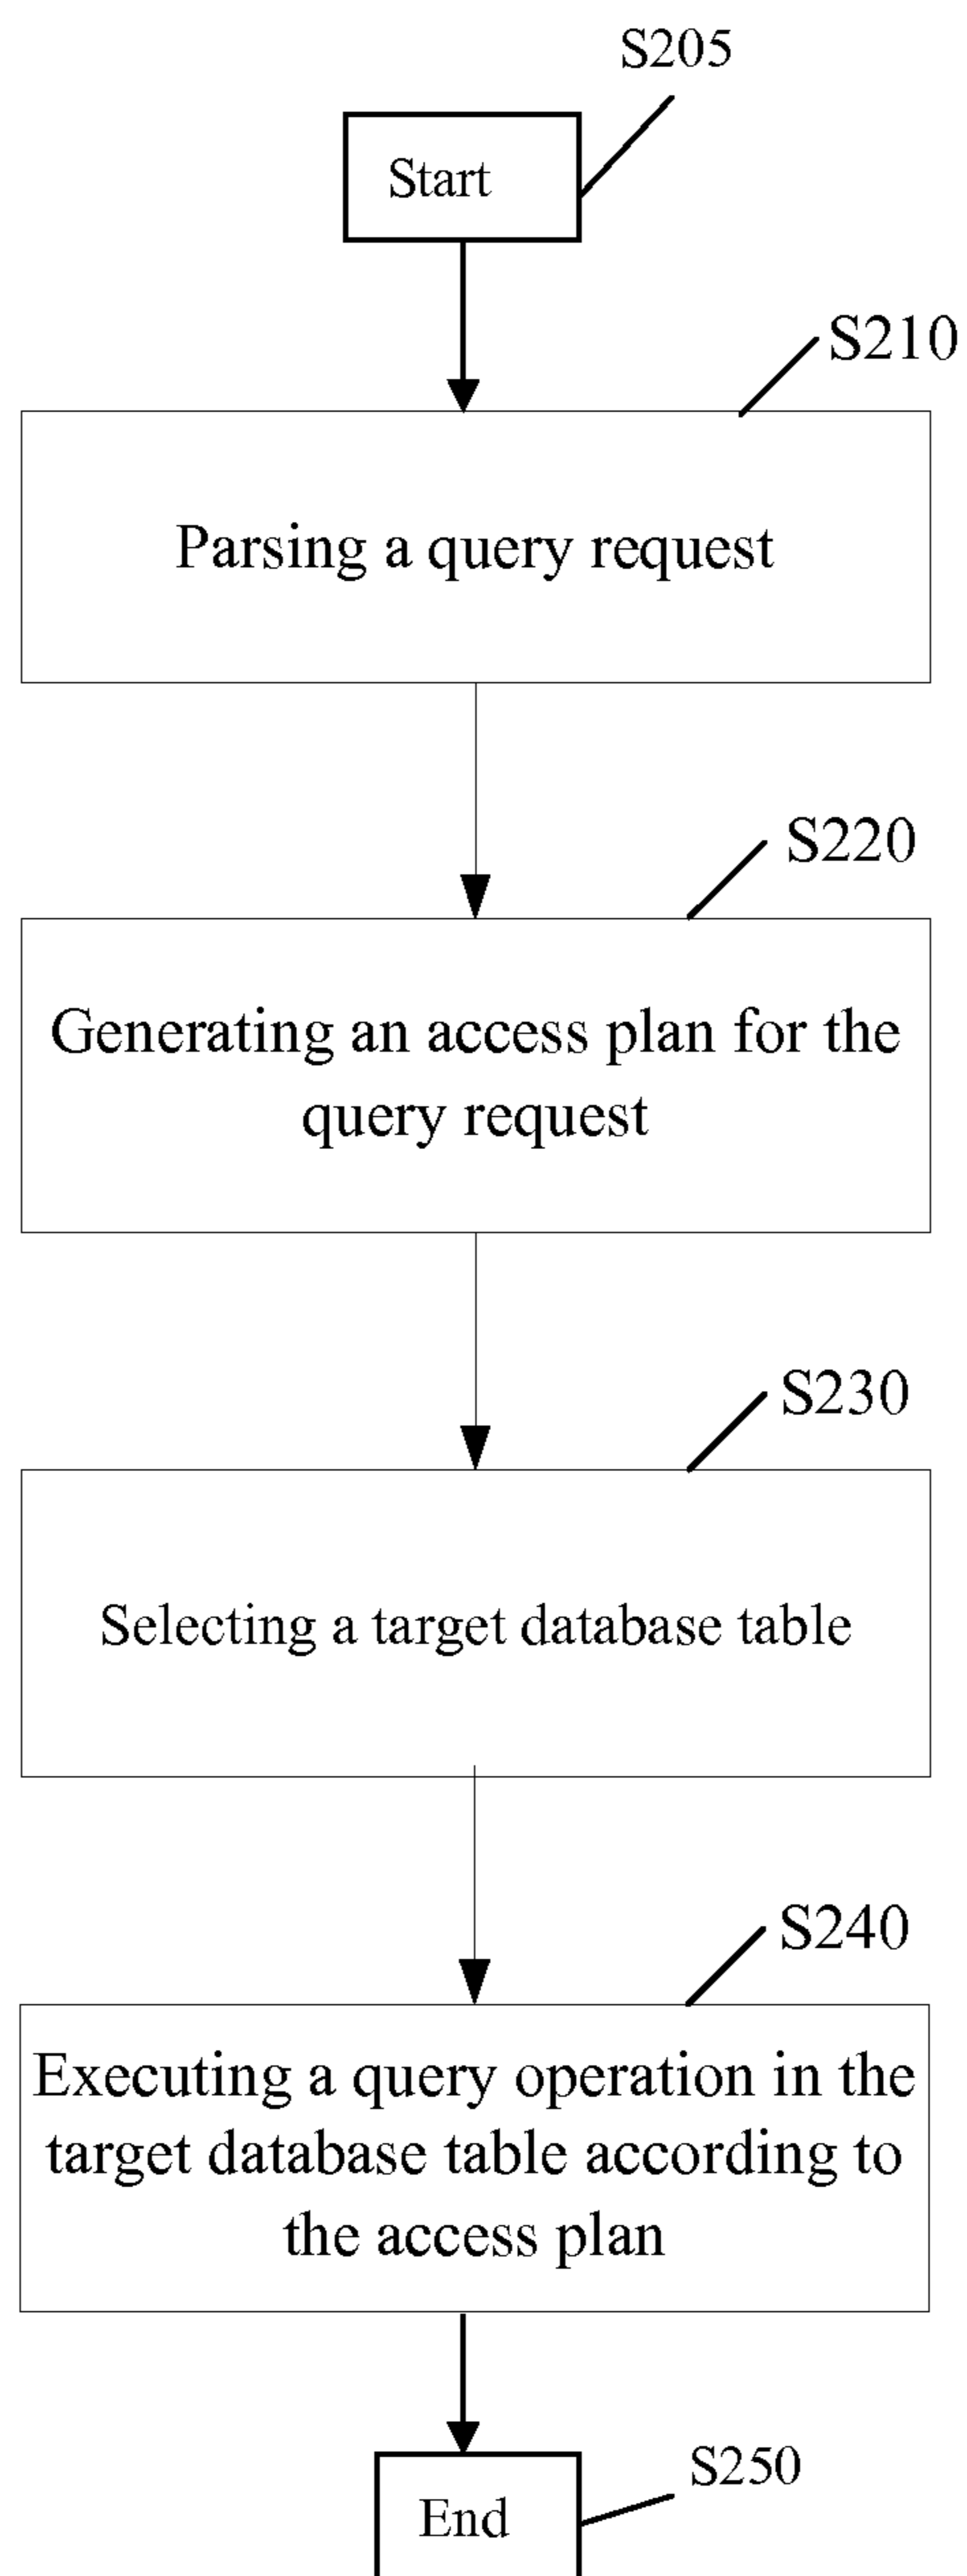 S205
Start
S210
Parsing a query request
S220
Generating an access plan for the
query request
S230
Selecting a target database table
S240
Executing a query operation in the
target database table according to
the access plan
S250
End